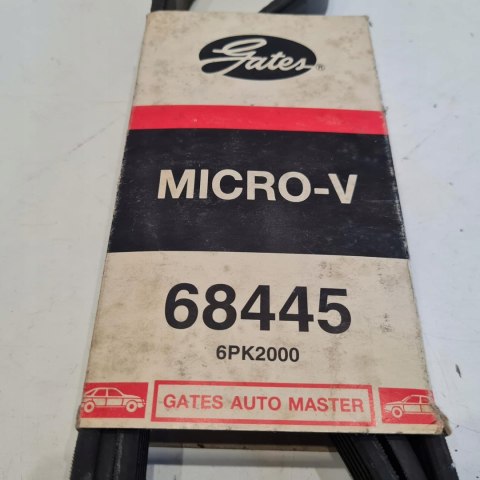 Gates®
MICRO-V
68445
6PK2000
GATES AUTO MASTER